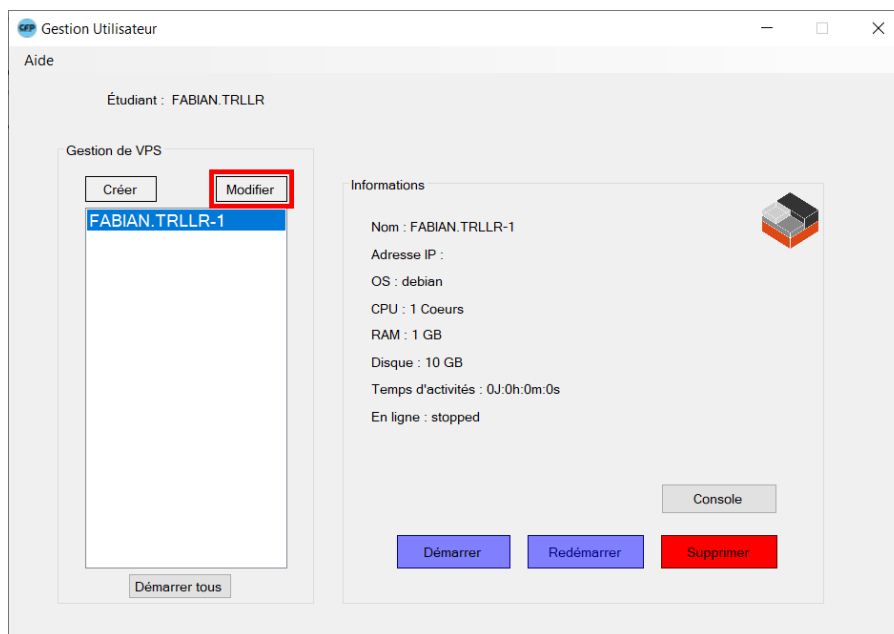 CFP Gestion Utilisateur
Aide
Étudiant : FABIAN.TRLLR
Gestion de VPS
Créer
Modifier
FABIAN.TRLLR-1
Démarrer tous
Informations
Nom : FABIAN.TRLLR-1
Adresse IP :
OS : debian
CPU : 1 Coeurs
RAM : 1 GB
Disque : 10 GB
Temps d'activités : 0J:0h:0m:0s
En ligne : stopped
Console
Démarrer
Redémarrer
Supprimer